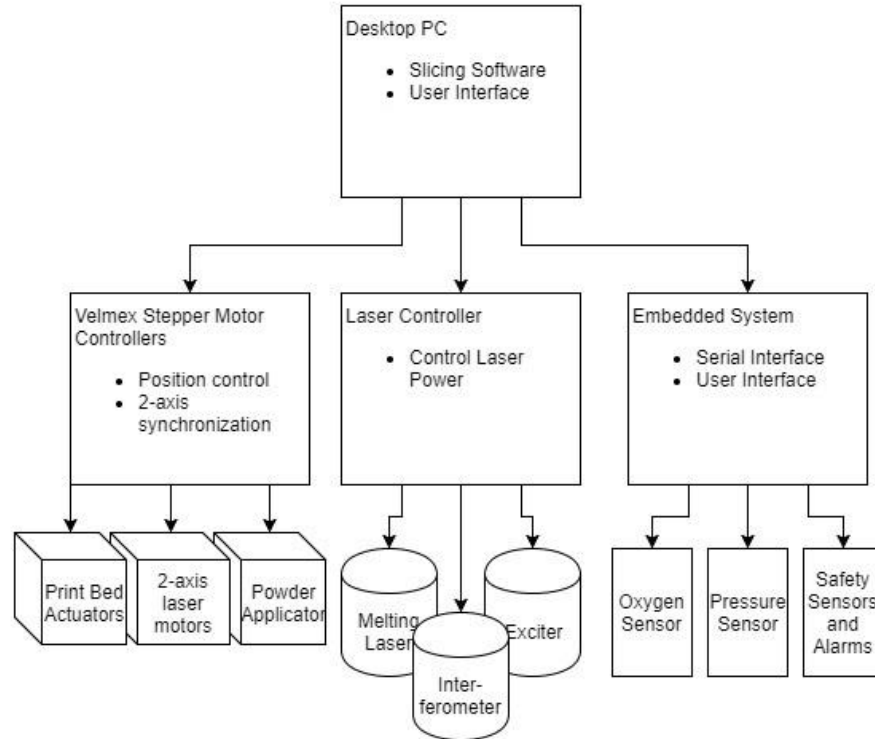 Desktop PC
• Slicing Software
• User Interface
Velmex Stepper Motor
Controllers
• Position control
• 2-axis
synchronization
Laser Controller
• Control Laser
Power
Embedded System
• Serial Interface
• User Interface
Print Bed
Actuators
2-axis
laser
motors
Powder
Applicator
Melting
Laser
Inter-
ferometer
Exciter
Oxygen
Sensor
Pressure
Sensor
Safety
Sensors
and
Alarms